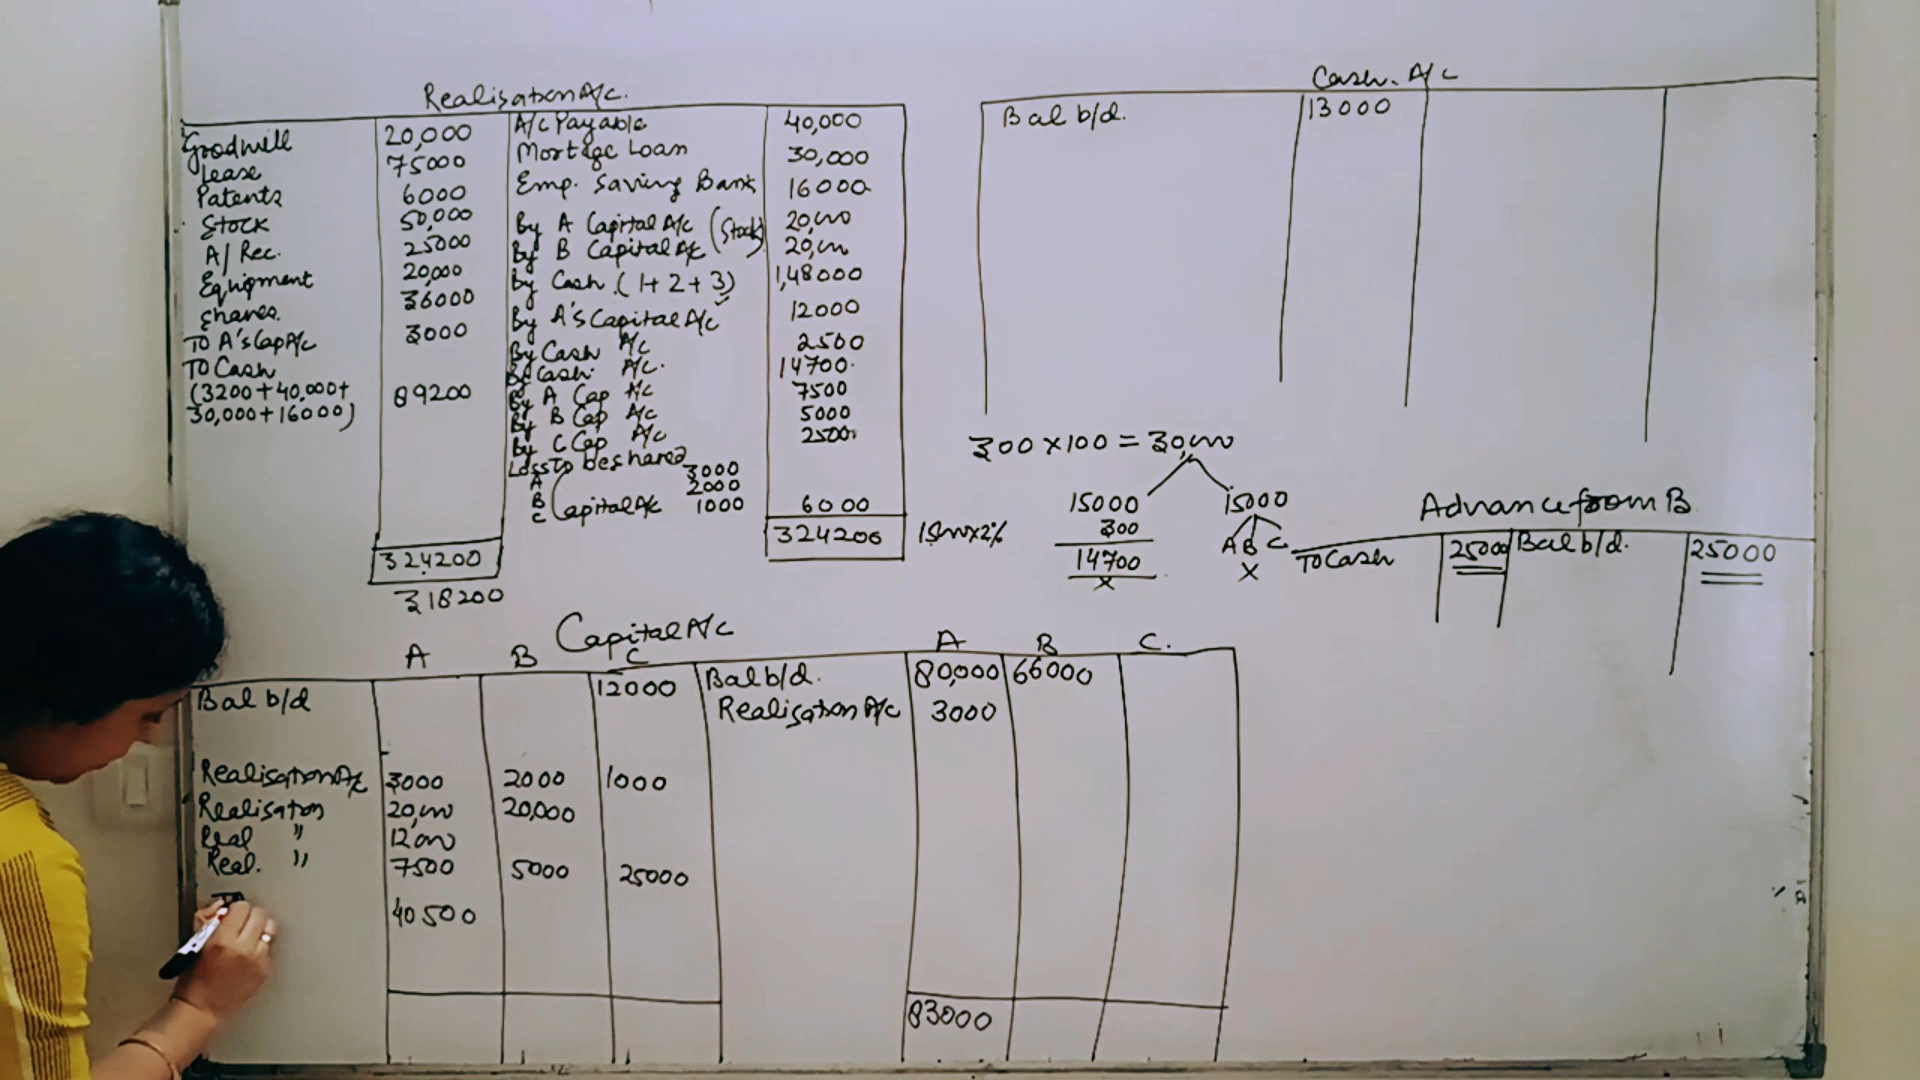 Realisation A/c.
Goodwill 20,000 A/c Payable 40,000
Lease 75000 Mortage Loan 30,000
Patents 6000 Emp. Saving Bank 16000
Stock 50,000 By A Capital A/c (Stock) 20,000
A/Rec. 25000 By B Capital A/c 20,000
Equipment 20,000 By Cash (1+2+3) 1,48000
Shares. 36000 By A's Capital A/c 12000
To A's Cap A/c 3000 By Cash A/c 2500
To Cash By Cash A/c. 14700
(3200+40,000+ 89200 By A Cap A/c 7500
30,000+16000) By B Cap A/c 5000
By C Cap A/c 2500
Loss to be shared
A 3000
B Capital A/c 2000
C 1000 6000
324200 324200
318200
Cash. A/c
Bal b/d. 13000
300 x 100 = 30,000
15000 15000
300
15000x2%
14700 A B C
x x
Advance from B
To Cash 25000 Bal b/d. 25000
Capital A/c
A B C A B C.
Bal b/d 12000 Bal b/d. 80,000 66000
Realisation A/c 3000
Realisation A/c 3000 2000 1000
Realisation 20,000 20,000
Real " 12000
Real. " 7500 5000 25000
To
40500
83000